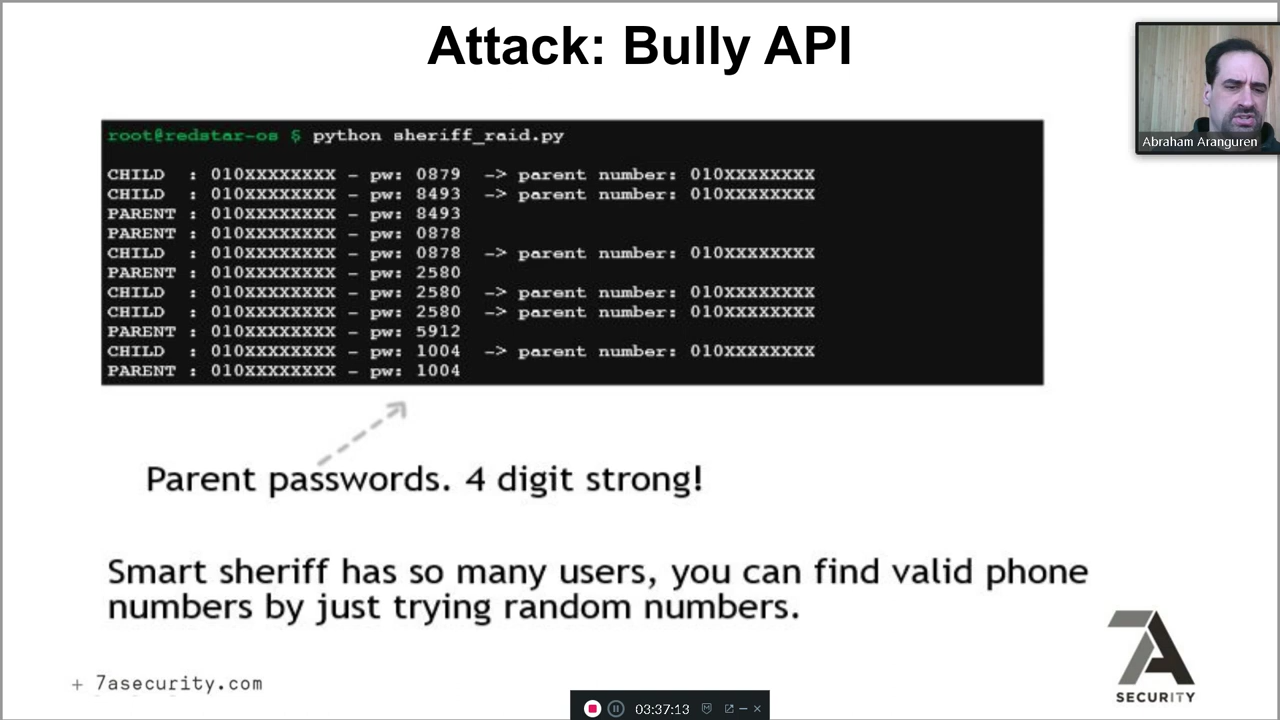 Attack: Bully API
Abraham Aranguren
root@redstar-os $ python sheriff_raid.py
CHILD : 010XXXXXXXX - pw: 0879 -> parent number: 010XXXXXXXX
CHILD : 010XXXXXXXX - pw: 8493 -> parent number: 010XXXXXXXX
PARENT : 010XXXXXXXX - pw: 8493
PARENT : 010XXXXXXXX - pw: 0878
CHILD : 010XXXXXXXX - pw: 0878 -> parent number: 010XXXXXXXX
PARENT : 010XXXXXXXX - pw: 2580
CHILD : 010XXXXXXXX - pw: 2580 -> parent number: 010XXXXXXXX
CHILD : 010XXXXXXXX - pw: 2580 -> parent number: 010XXXXXXXX
PARENT : 010XXXXXXXX - pw: 5912
CHILD : 010XXXXXXXX - pw: 1004 -> parent number: 010XXXXXXXX
PARENT : 010XXXXXXXX - pw: 1004
Parent passwords. 4 digit strong!
Smart sheriff has so many users, you can find valid phone
numbers by just trying random numbers.
+ 7asecurity.com
7A
SECURITY
03:37:13